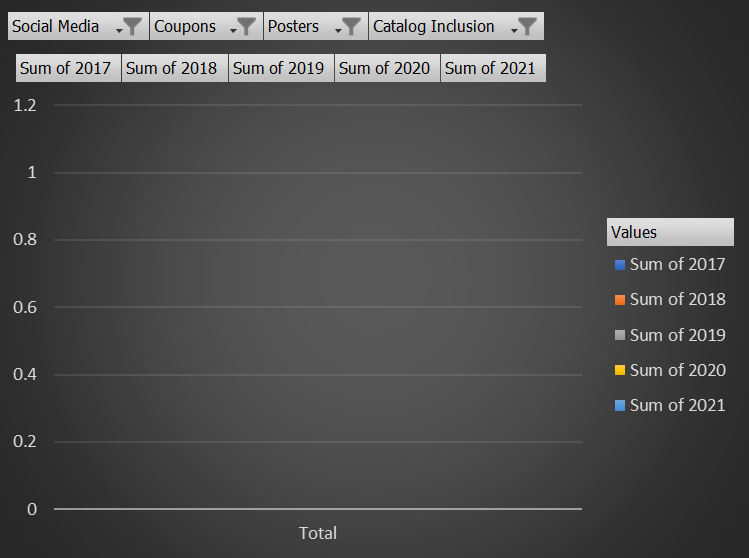 Social Media Coupons Posters Catalog Inclusion
Sum of 2017 Sum of 2018 Sum of 2019 Sum of 2020 Sum of 2021
1.2
1
0.8
0.6
0.4
0.2
0
Total
Values
Sum of 2017
Sum of 2018
Sum of 2019
Sum of 2020
Sum of 2021